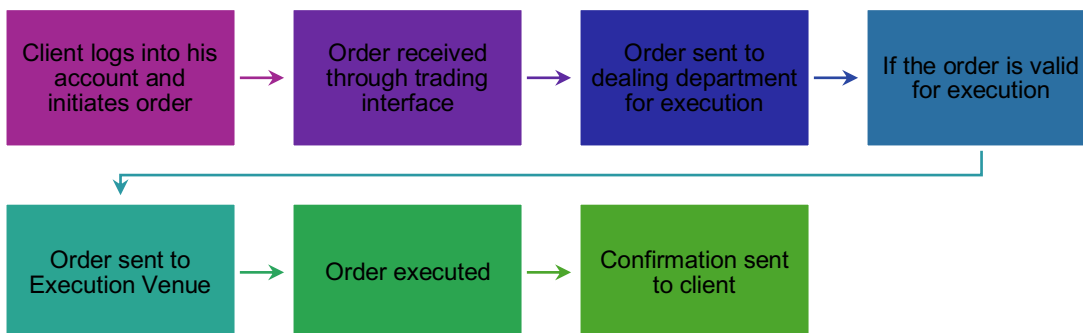 Client logs into his
account and
initiates order
Order received
through trading
interface
Order sent to
dealing department
for execution
If the order is valid
for execution
Order sent to
Execution Venue
Order executed
Confirmation sent
to client